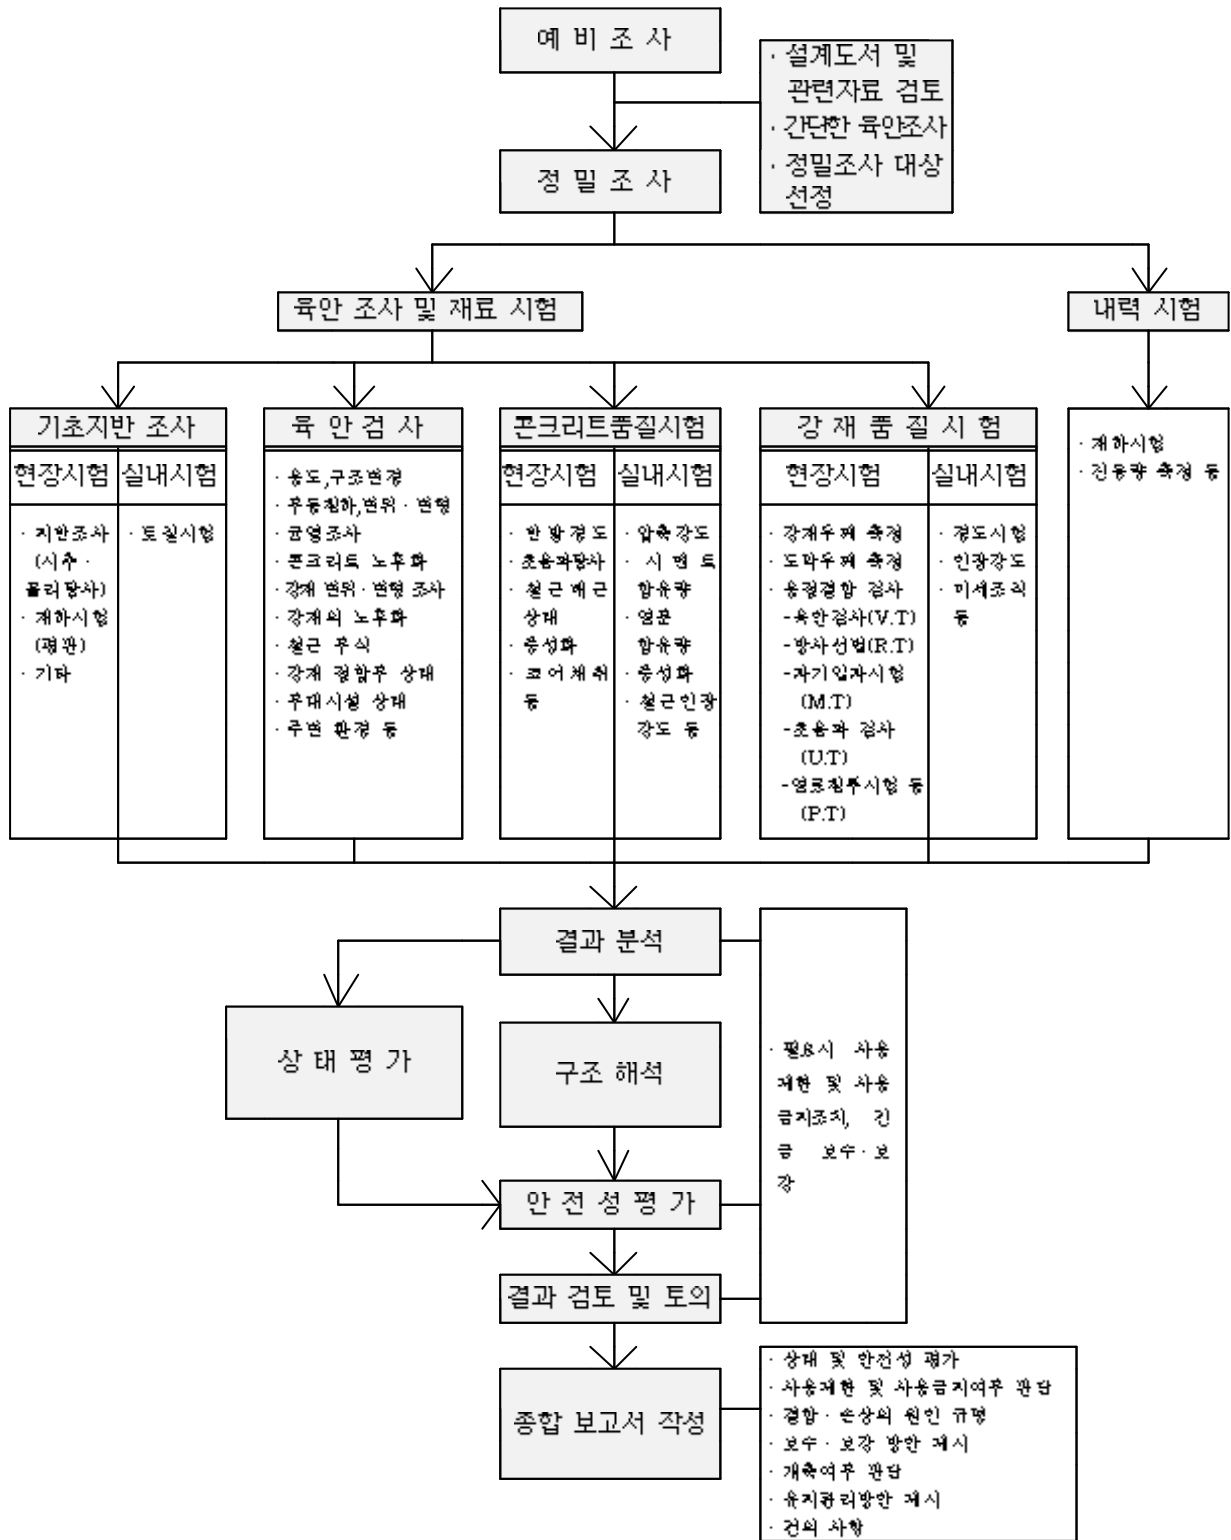 예 비 조 사
· 설계도서 및
관련자료 검토
· 간단한 육안조사
· 정밀조사 대상
선정
정 밀 조 사
육안 조사 및 재료 시험
내력 시험
기초지반 조사
현장시험
실내시험
· 지반조사
(시추 ·
물리탐사)
· 재하시험
(평판)
· 기타
· 토질시험
육 안 검 사
· 용도,구조변경
· 부등침하,변위 · 변형
· 균열조사
· 콘크리트 노후화
· 강재 변위 · 변형 조사
· 강재의 노후화
· 철근 부식
· 강재 접합부 상태
· 부대시설 상태
· 주변 환경 등
콘크리트품질시험
현장시험
실내시험
· 반발경도
· 초음파탐사
· 철근배근
상태
· 중성화
· 코어채취
등
· 압축강도
· 시멘트
함유량
· 염분
함유량
· 중성화
· 철근인장
강도 등
강 재 품 질 시 험
현장시험
실내시험
· 강재두께 측정
· 도막두께 측정
· 용접결함 검사
-육안검사(V.T)
-방사선법(R.T)
-자기입자시험
(M.T)
-초음파 검사
(U.T)
-염료침투시험 등
(P.T)
· 경도시험
· 인장강도
· 미세조직
등
· 재하시험
· 진동량 측정 등
결과 분석
상 태 평 가
구조 해석
· 필요시 사용
제한 및 사용
금지조치, 긴
급 보수 · 보
강
안 전 성 평 가
결과 검토 및 토의
종합 보고서 작성
· 상태 및 안전성 평가
· 사용제한 및 사용금지여부 판단
· 결함 · 손상의 원인 규명
· 보수 · 보강 방안 제시
· 개축여부 판단
· 유지관리방안 제시
· 건의 사항